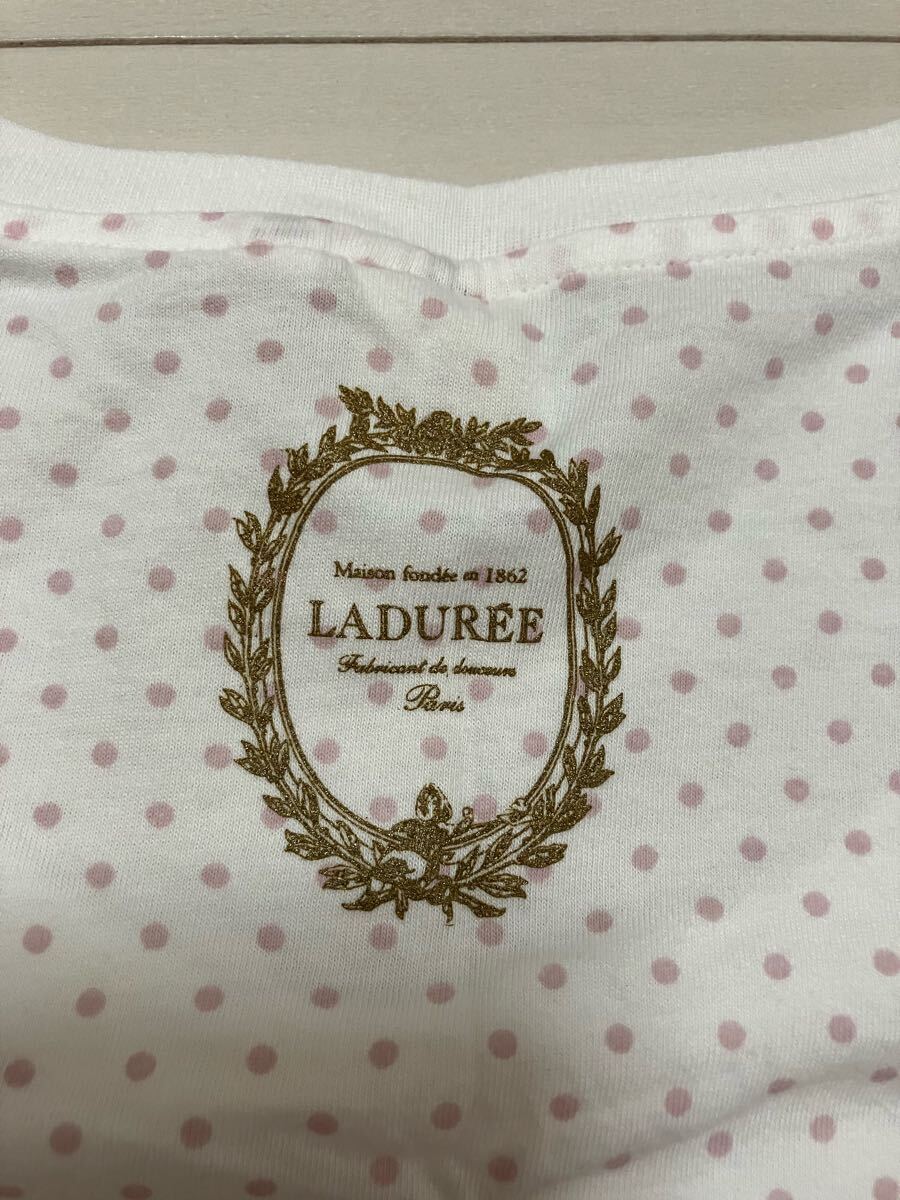 Maison fondée en 1862
LADURÉE
Fabricant de douceurs
Paris